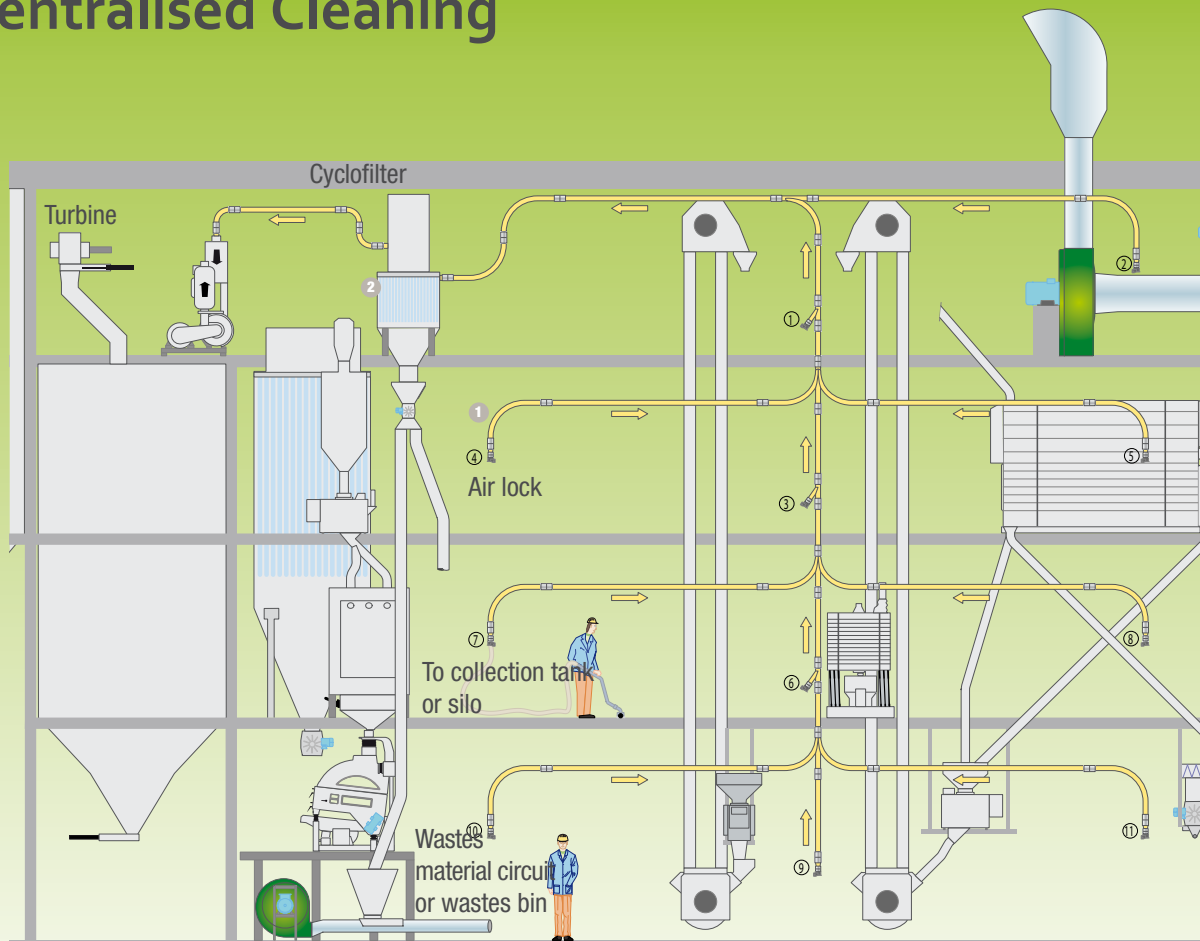 entralised Cleaning
Cyclofilter
Turbine
2
2
1
1
4
5
Air lock
3
7
8
To collection tank
or silo
6
10
Wastes
material circuit
or wastes bin
11
9